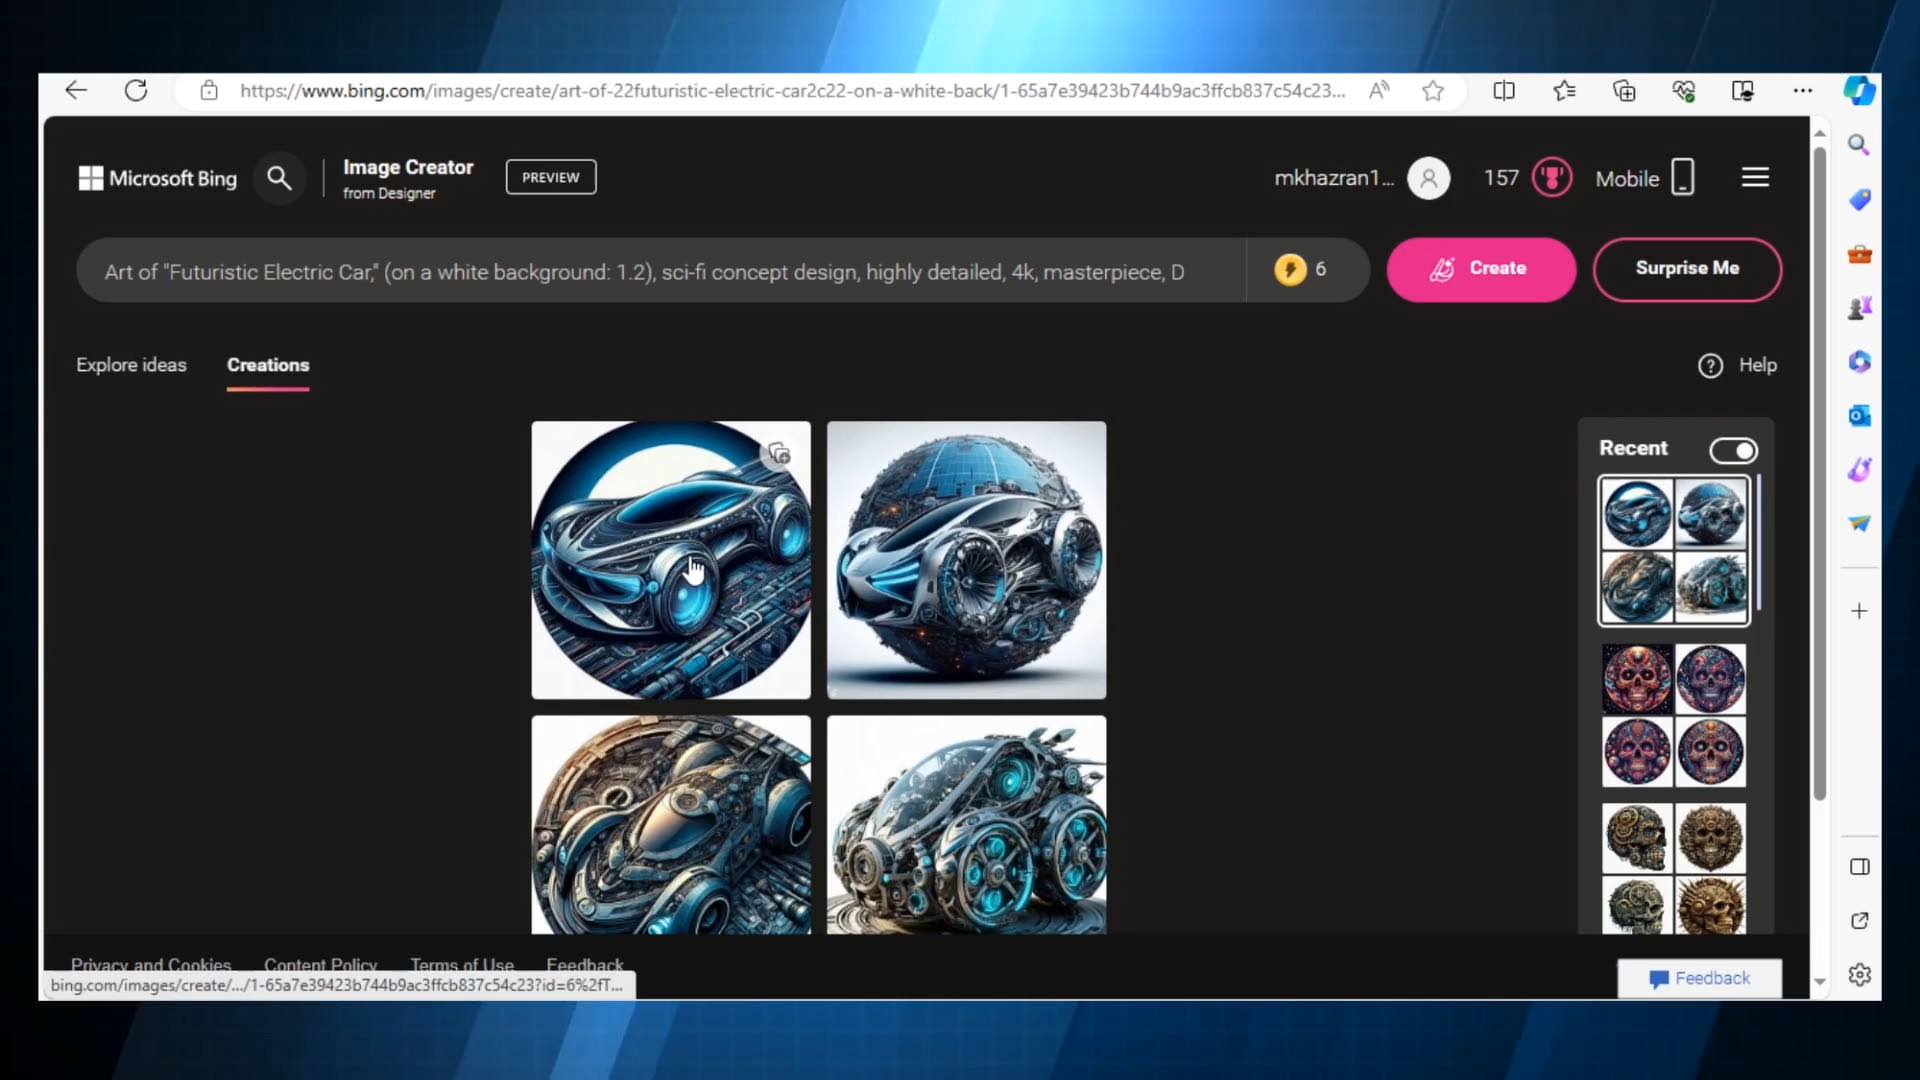 https://www.bing.com/images/create/art-of-22futuristic-electric-car2c22-on-a-white-back/1-65a7e39423b744b9ac3ffcb837c54c23...
Microsoft Bing
Image Creator
from Designer
PREVIEW
mkhazran1...
157
Mobile
Art of "Futuristic Electric Car," (on a white background: 1.2), sci-fi concept design, highly detailed, 4k, masterpiece, D
6
Create
Surprise Me
Explore ideas
Creations
Help
Recent
Privacy and Cookies
Content Policy
Terms of Use
Feedback
bing.com/images/create/.../1-65a7e39423b744b9ac3ffcb837c54c23?id=6%2fT...
Feedback